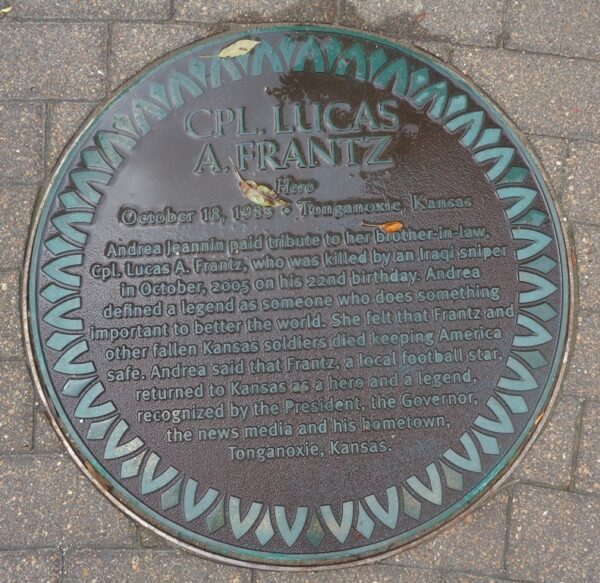 CPL. LUCAS
A. FRANTZ
Hero
October 18, 1983 • Tonganoxie, Kansas
Andrea Jeannin paid tribute to her brother-in-law,
Cpl. Lucas A. Frantz, who was killed by an Iraqi sniper
in October, 2005 on his 22nd birthday. Andrea
defined a legend as someone who does something
important to better the world. She felt that Frantz and
other fallen Kansas soldiers died keeping America
safe. Andrea said that Frantz, a local football star,
returned to Kansas as a hero and a legend,
recognized by the President, the Governor,
the news media and his hometown,
Tonganoxie, Kansas.